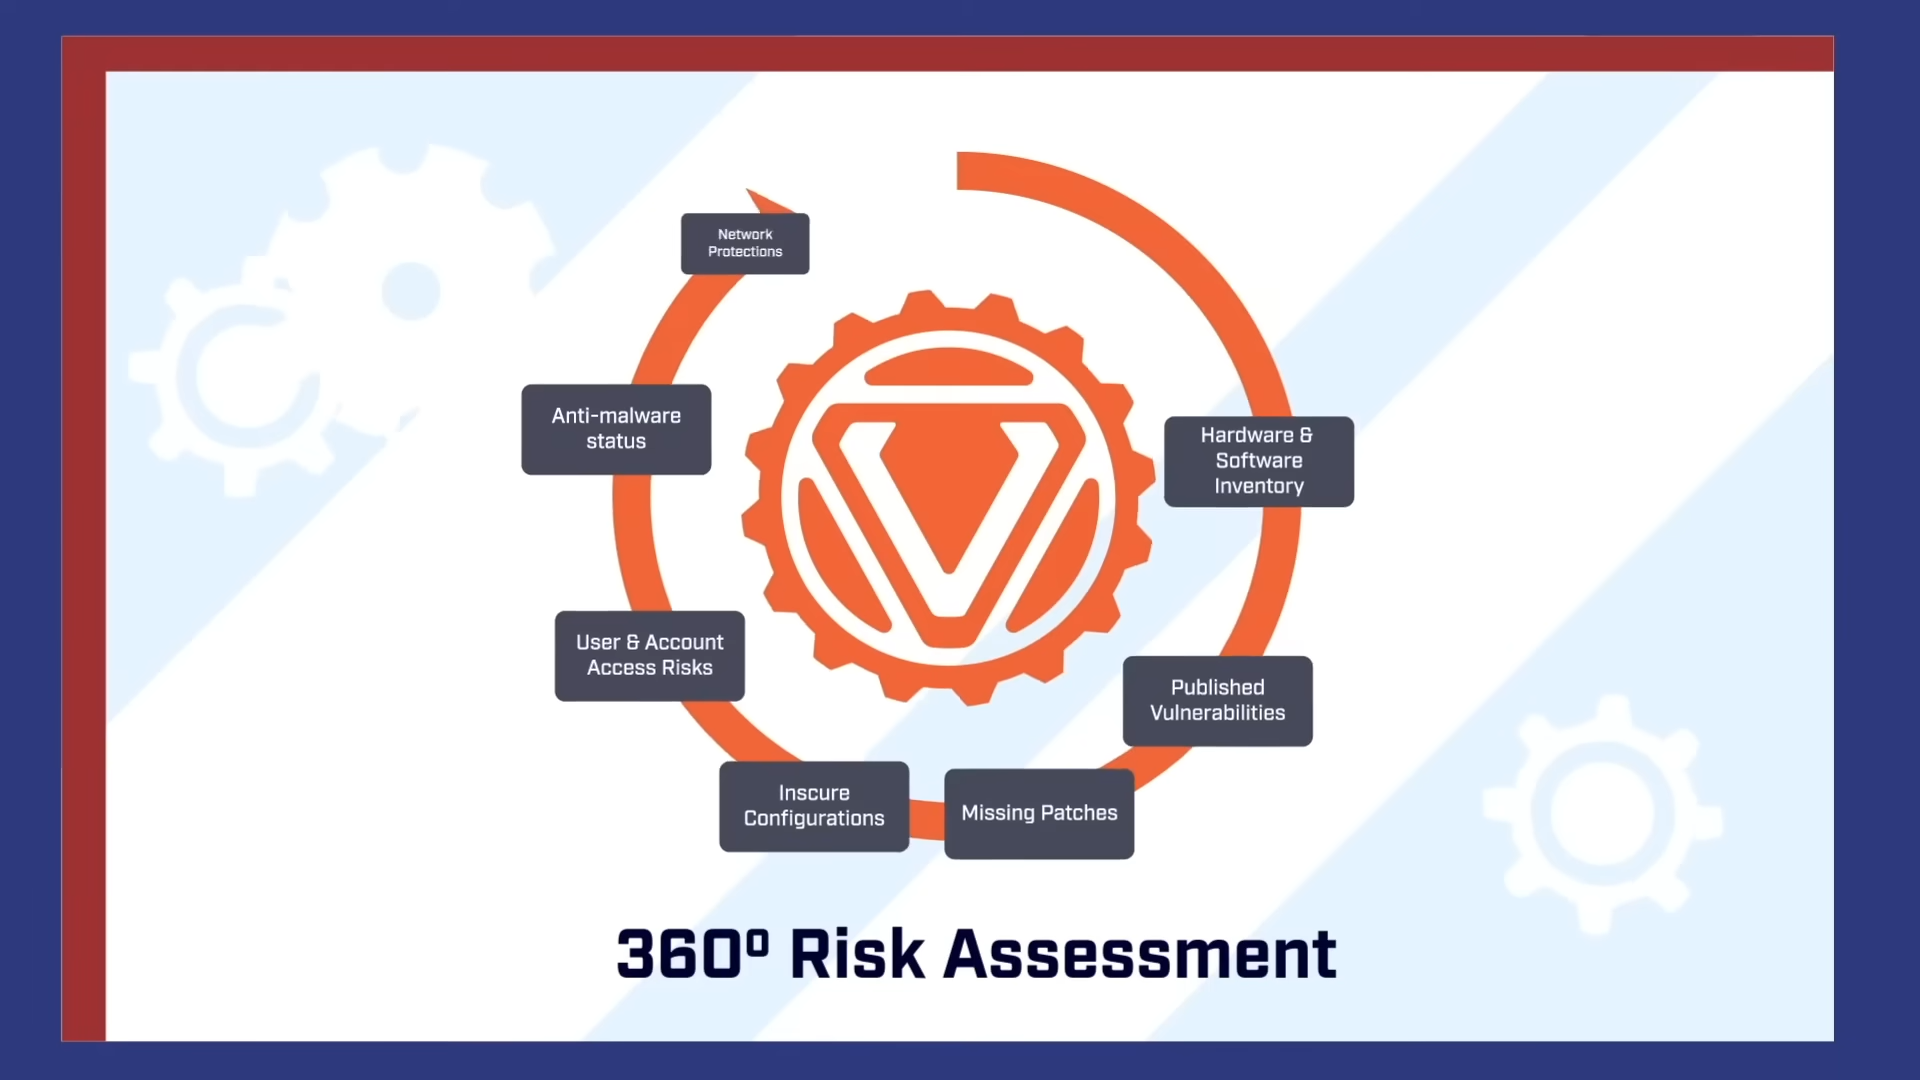 Network
Protections
Anti-malware
status
Hardware &
Software
Inventory
User & Account
Access Risks
Published
Vulnerabilities
Inscure
Configurations
Missing Patches
360º Risk Assessment